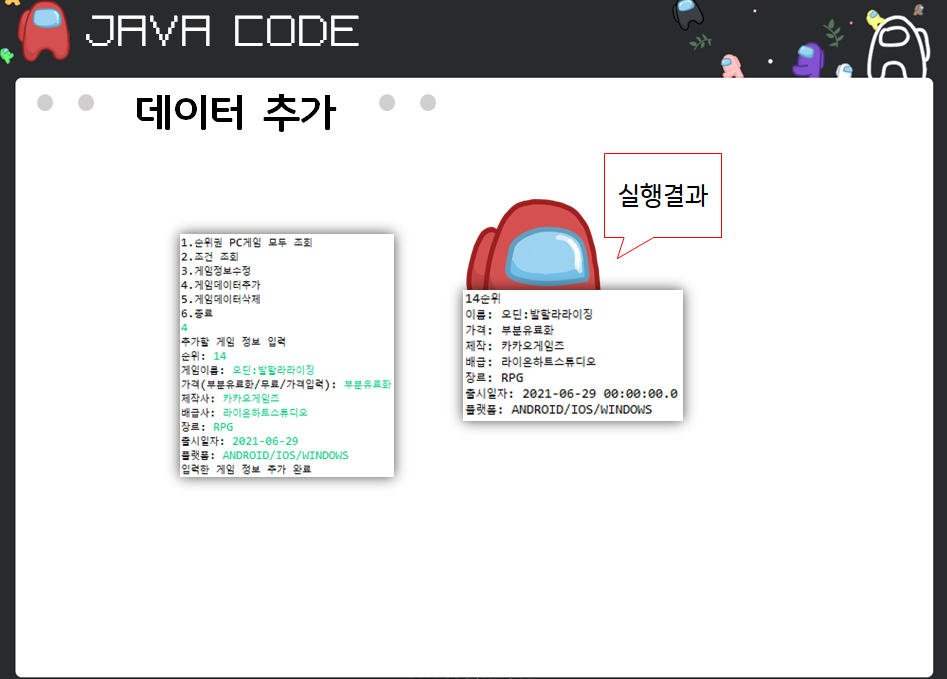 JAVA CODE
데이터 추가
실행결과
1.순위권 PC게임 모두 조회
2.조건 조회
3.게임정보수정
4.게임데이터추가
5.게임데이터삭제
6.종료
4
추가할 게임 정보 입력
순위: 14
게임이름: 오딘:발할라라이징
가격(부분유료화/무료/가격입력): 부분유료화
제작사: 카카오게임즈
배급사: 라이온하트스튜디오
장르: RPG
출시일자: 2021-06-29
플랫폼: ANDROID/IOS/WINDOWS
입력한 게임 정보 추가 완료
14순위
이름: 오딘:발할라라이징
가격: 부분유료화
제작: 카카오게임즈
배급: 라이온하트스튜디오
장르: RPG
출시일자: 2021-06-29 00:00:00.0
플랫폼: ANDROID/IOS/WINDOWS